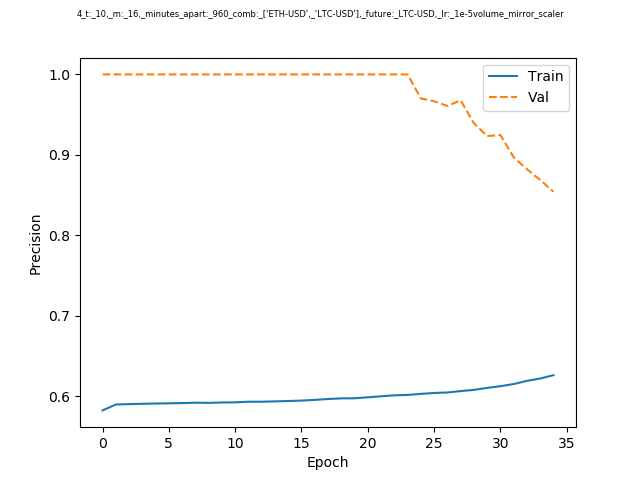 4_t:_10,_m:_16,_minutes_apart:_960_comb:_['ETH-USD',_'LTC-USD'],_future:_LTC-USD,_lr:_1e-5volume_mirror_scaler
Train
Val
1.0
0.9
0.8
0.7
0.6
Precision
0 5 10 15 20 25 30 35
Epoch